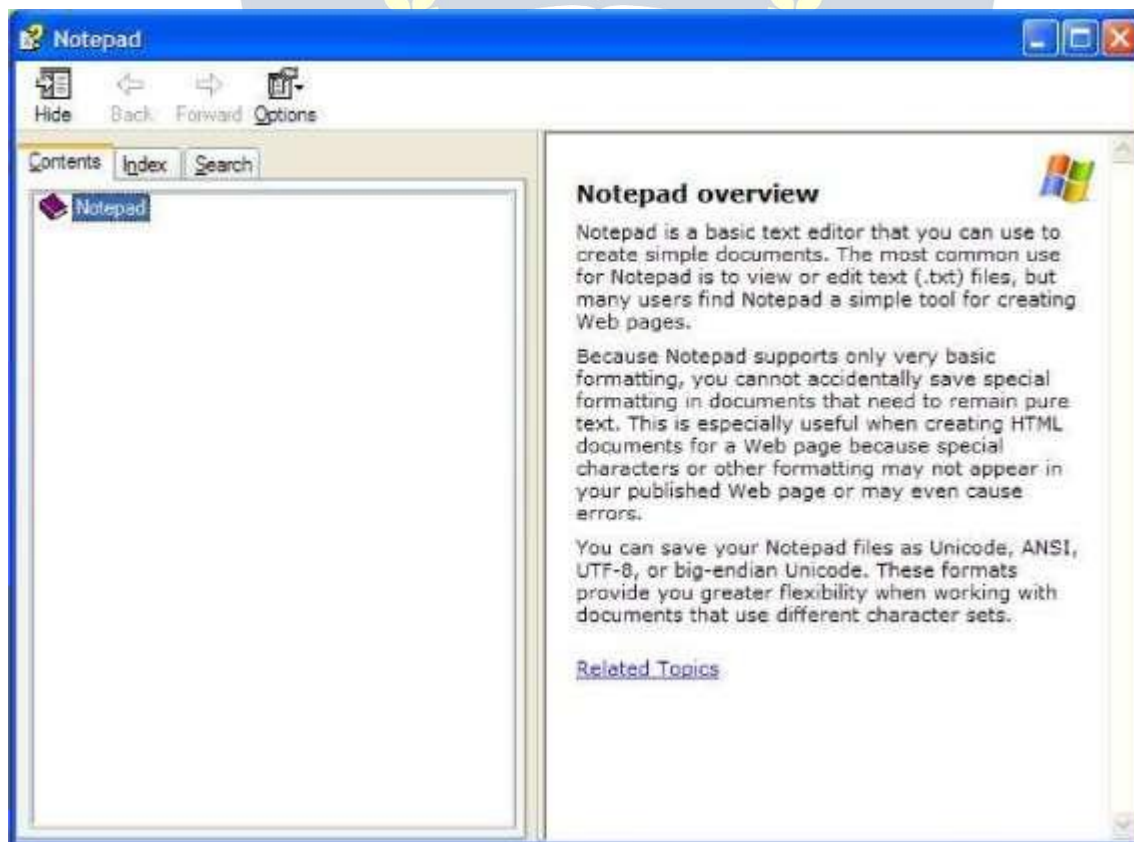 Notepad
Hide Back Forward Options
Contents Index Search
Notepad
Notepad overview
Notepad is a basic text editor that you can use to
create simple documents. The most common use
for Notepad is to view or edit text (.txt) files, but
many users find Notepad a simple tool for creating
Web pages.
Because Notepad supports only very basic
formatting, you cannot accidentally save special
formatting in documents that need to remain pure
text. This is especially useful when creating HTML
documents for a Web page because special
characters or other formatting may not appear in
your published Web page or may even cause
errors.
You can save your Notepad files as Unicode, ANSI,
UTF-8, or big-endian Unicode. These formats
provide you greater flexibility when working with
documents that use different character sets.
Related Topics